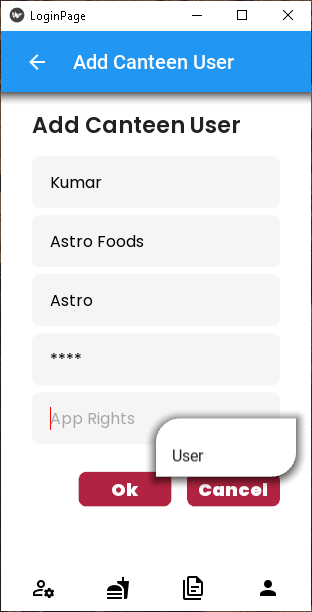 LoginPage
Add Canteen User
Add Canteen User
Kumar
Astro Foods
Astro
****
App Rights
User
Ok
Cancel